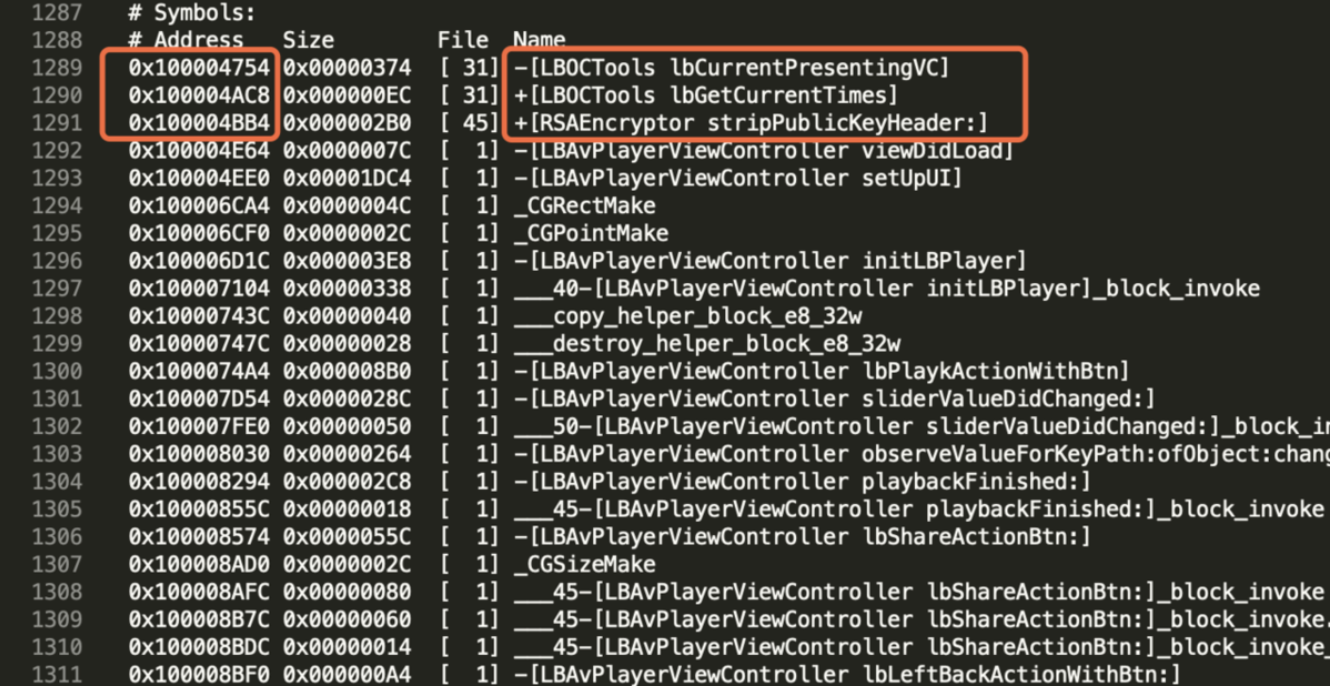 1287 # Symbols:
1288 # Address Size File Name
1289 0x100004754 0x00000374 [ 31] -[LBOCTools lbCurrentPresentingVC]
1290 0x100004AC8 0x000000EC [ 31] +[LBOCTools lbGetCurrentTimes]
1291 0x100004BB4 0x000002B0 [ 45] +[RSAEncryptor stripPublicKeyHeader:]
1292 0x100004E64 0x0000007C [ 1] -[LBAvPlayerViewController viewDidLoad]
1293 0x100004EE0 0x00001DC4 [ 1] -[LBAvPlayerViewController setUpUI]
1294 0x100006CA4 0x0000004C [ 1] _CGRectMake
1295 0x100006CF0 0x0000002C [ 1] _CGPointMake
1296 0x100006D1C 0x000003E8 [ 1] -[LBAvPlayerViewController initLBPlayer]
1297 0x100007104 0x00000338 [ 1] ___40-[LBAvPlayerViewController initLBPlayer]_block_invoke
1298 0x10000743C 0x00000040 [ 1] ___copy_helper_block_e8_32w
1299 0x10000747C 0x00000028 [ 1] ___destroy_helper_block_e8_32w
1300 0x1000074A4 0x000008B0 [ 1] -[LBAvPlayerViewController lbPlaykActionWithBtn]
1301 0x100007D54 0x0000028C [ 1] -[LBAvPlayerViewController sliderValueDidChanged:]
1302 0x100007FE0 0x00000050 [ 1] ___50-[LBAvPlayerViewController sliderValueDidChanged:]_block_in
1303 0x100008030 0x00000264 [ 1] -[LBAvPlayerViewController observeValueForKeyPath:ofObject:chang
1304 0x100008294 0x000002C8 [ 1] -[LBAvPlayerViewController playbackFinished:]
1305 0x10000855C 0x00000018 [ 1] ___45-[LBAvPlayerViewController playbackFinished:]_block_invoke
1306 0x100008574 0x0000055C [ 1] -[LBAvPlayerViewController lbShareActionBtn:]
1307 0x100008AD0 0x0000002C [ 1] _CGSizeMake
1308 0x100008AFC 0x00000080 [ 1] ___45-[LBAvPlayerViewController lbShareActionBtn:]_block_invoke
1309 0x100008B7C 0x00000060 [ 1] ___45-[LBAvPlayerViewController lbShareActionBtn:]_block_invoke.
1310 0x100008BDC 0x00000014 [ 1] ___45-[LBAvPlayerViewController lbShareActionBtn:]_block_invoke_
1311 0x100008BF0 0x000000A4 [ 1] -[LBAvPlayerViewController lbLeftBackActionWithBtn:]